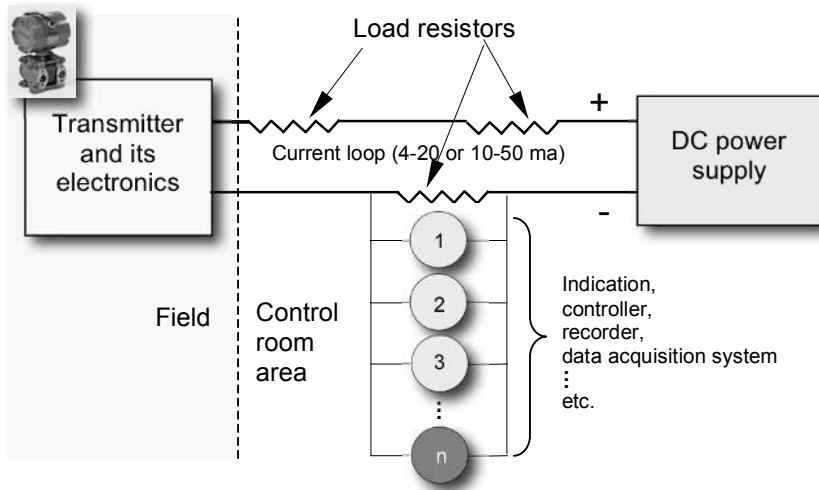 Load resistors
Transmitter
and its
electronics
+
Current loop (4-20 or 10-50 ma)
DC power
supply
-
1
2
3
n
Field
Control
room
area
Indication,
controller,
recorder,
data acquisition system
⋮
etc.